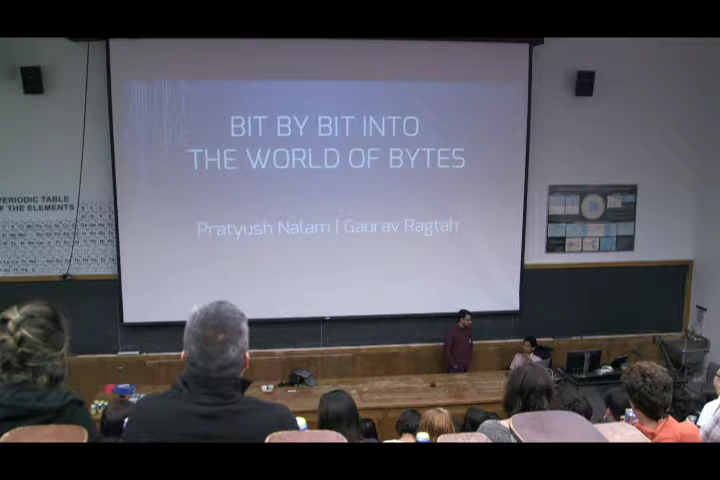 BIT BY BIT INTO
THE WORLD OF BYTES
Pratyush Nalam | Gaurav Ragtah
PERIODIC TABLE
OF THE ELEMENTS